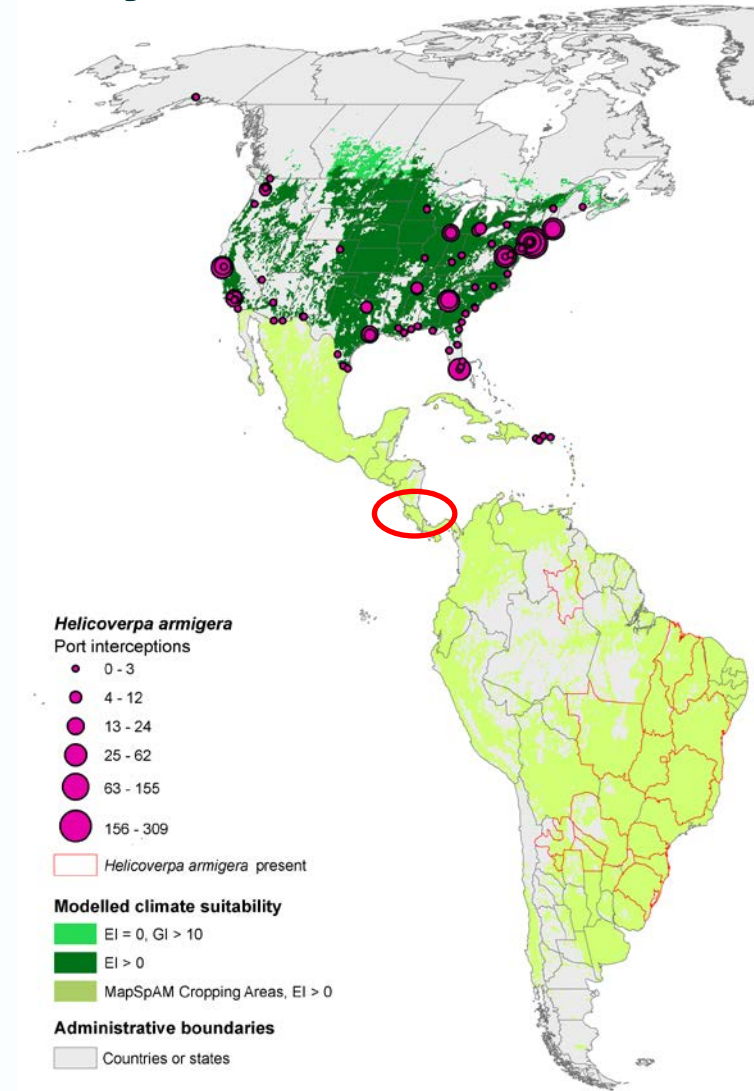 Helicoverpa armigera
Port interceptions
0 - 3
4 - 12
13 - 24
25 - 62
63 - 155
156 - 309
Helicoverpa armigera present
Modelled climate suitability
EI = 0, GI > 10
EI > 0
MapSpAM Cropping Areas, EI > 0
Administrative boundaries
Countries or states